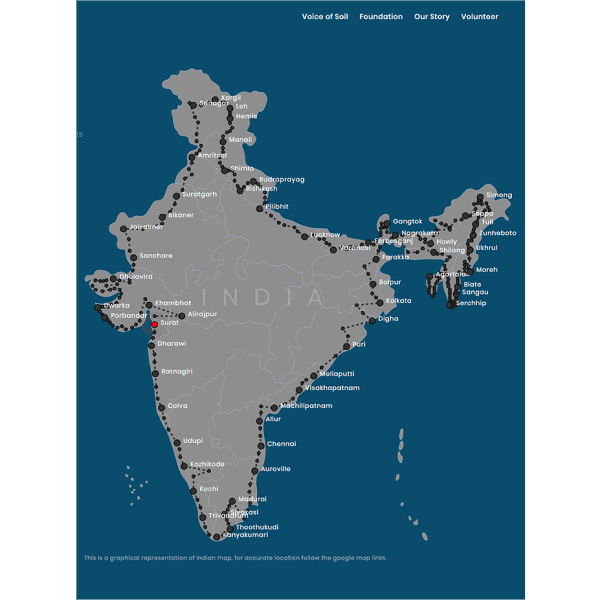 Voice of Soil Foundation Our Story Volunteer
Kargil
Srinagar
Leh
Hemis
Manali
Amritsar
Shimla
Rudraprayag
Rishikesh
Suratgarh
Pilibhit
Simong
Bikaner
Seppa
Gangtok
Tuli
Jaisalmer
Nagrakata
Zunheboto
Lucknow
Farbesganj
Howly
Varanasi
Ukhrul
Shilong
Sanchore
Farakka
Moreh
Agartala
Dholavira
Bolpur
Biate
Sangau
INDIA
Khambhat
Kolkata
Serchhip
Dwarka
Alirajpur
Porbandar
Digha
Surat
Dharawi
Puri
Ratnagiri
Meliaputti
Visakhapatnam
Colva
Machilipatnam
Allur
Udupi
Chennai
Kozhikode
Auroville
Kochi
Madurai
Trivandrum
Thoothukudi
Kanyakumari
This is a graphical representation of Indian map, for accurate location follow the google map links.